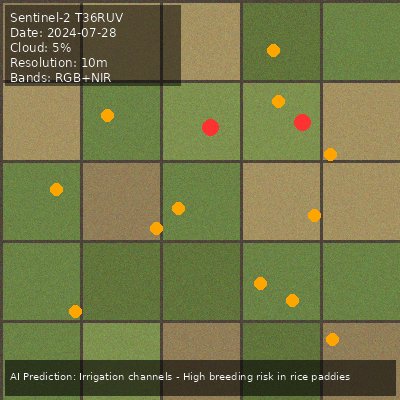 Sentinel-2 T36RUV
Date: 2024-07-28
Cloud: 5%
Resolution: 10m
Bands: RGB+NIR
AI Prediction: Irrigation channels - High breeding risk in rice paddies